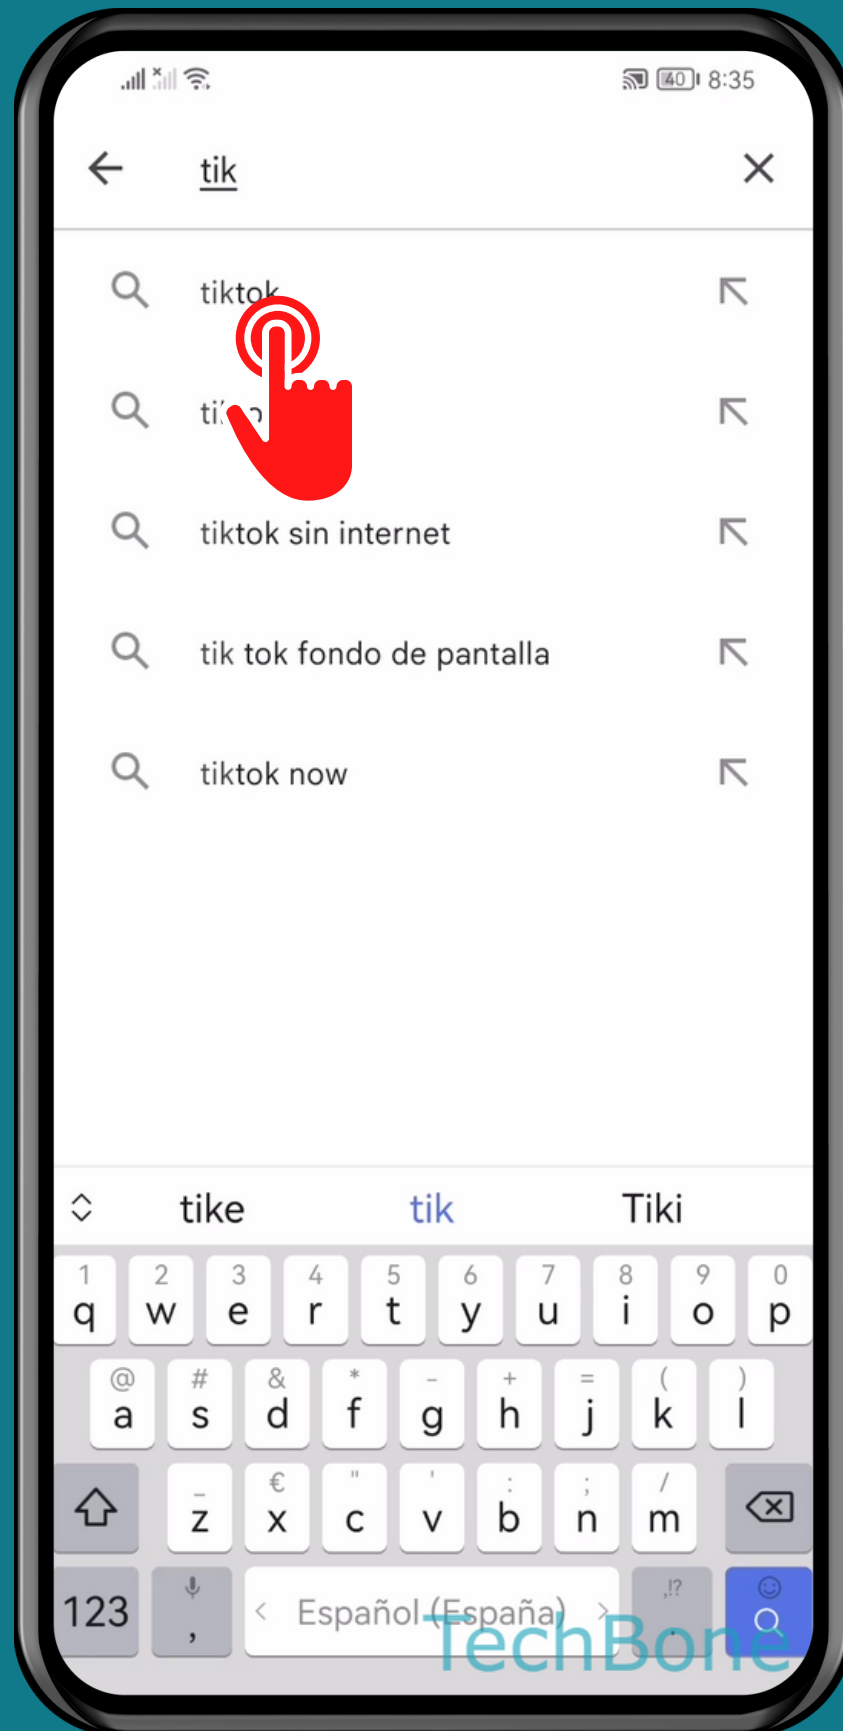 40 8:35
tik
tiktok
tiktok sin internet
tik tok fondo de pantalla
tiktok now
tike tik Tiki
1 2 3 4 5 6 7 8 9 0
q w e r t y u i o p
@ # & * - + = ( )
a s d f g h j k l
_ € " ' : ; /
z x c v b n m
,!?
123 , < Español (España) > .
TechBone